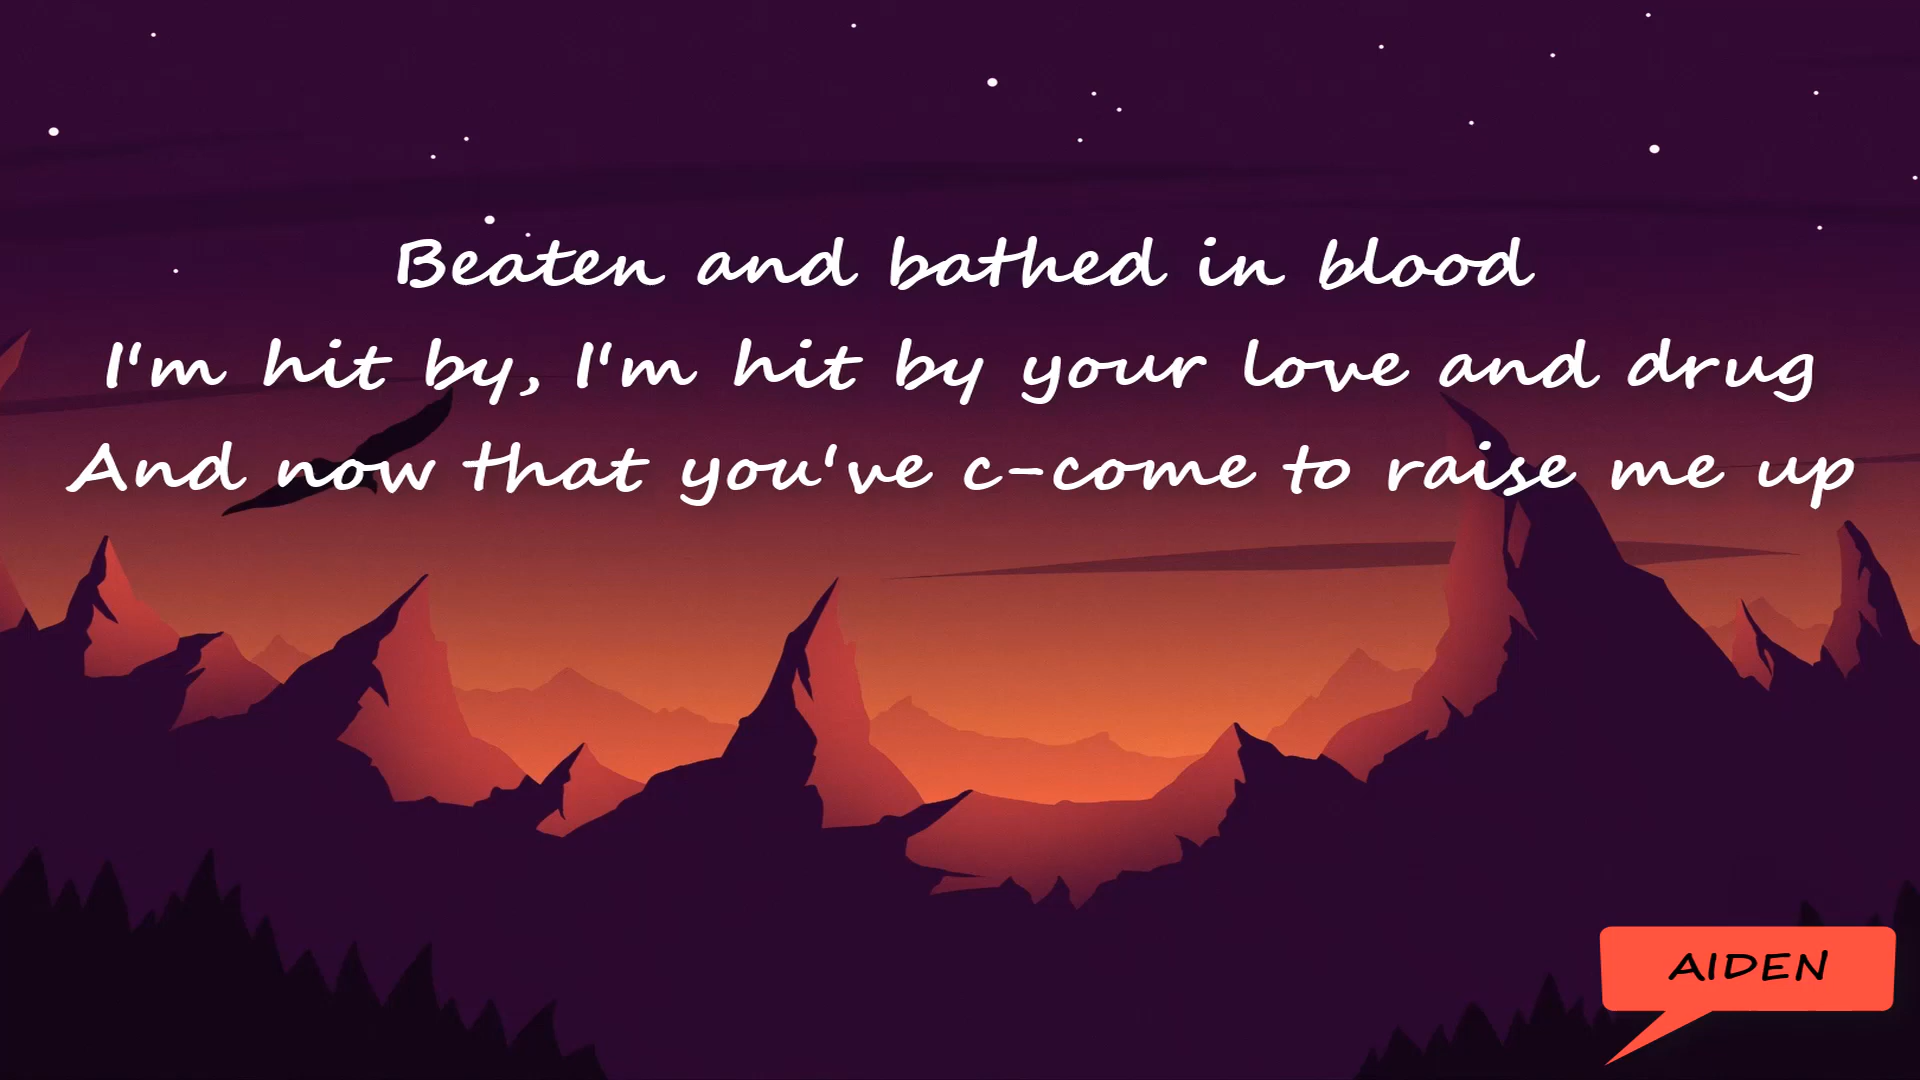 Beaten and bathed in blood
I'm hit by, I'm hit by your love and drug
And now that you've c-come to raise me up
AIDEN